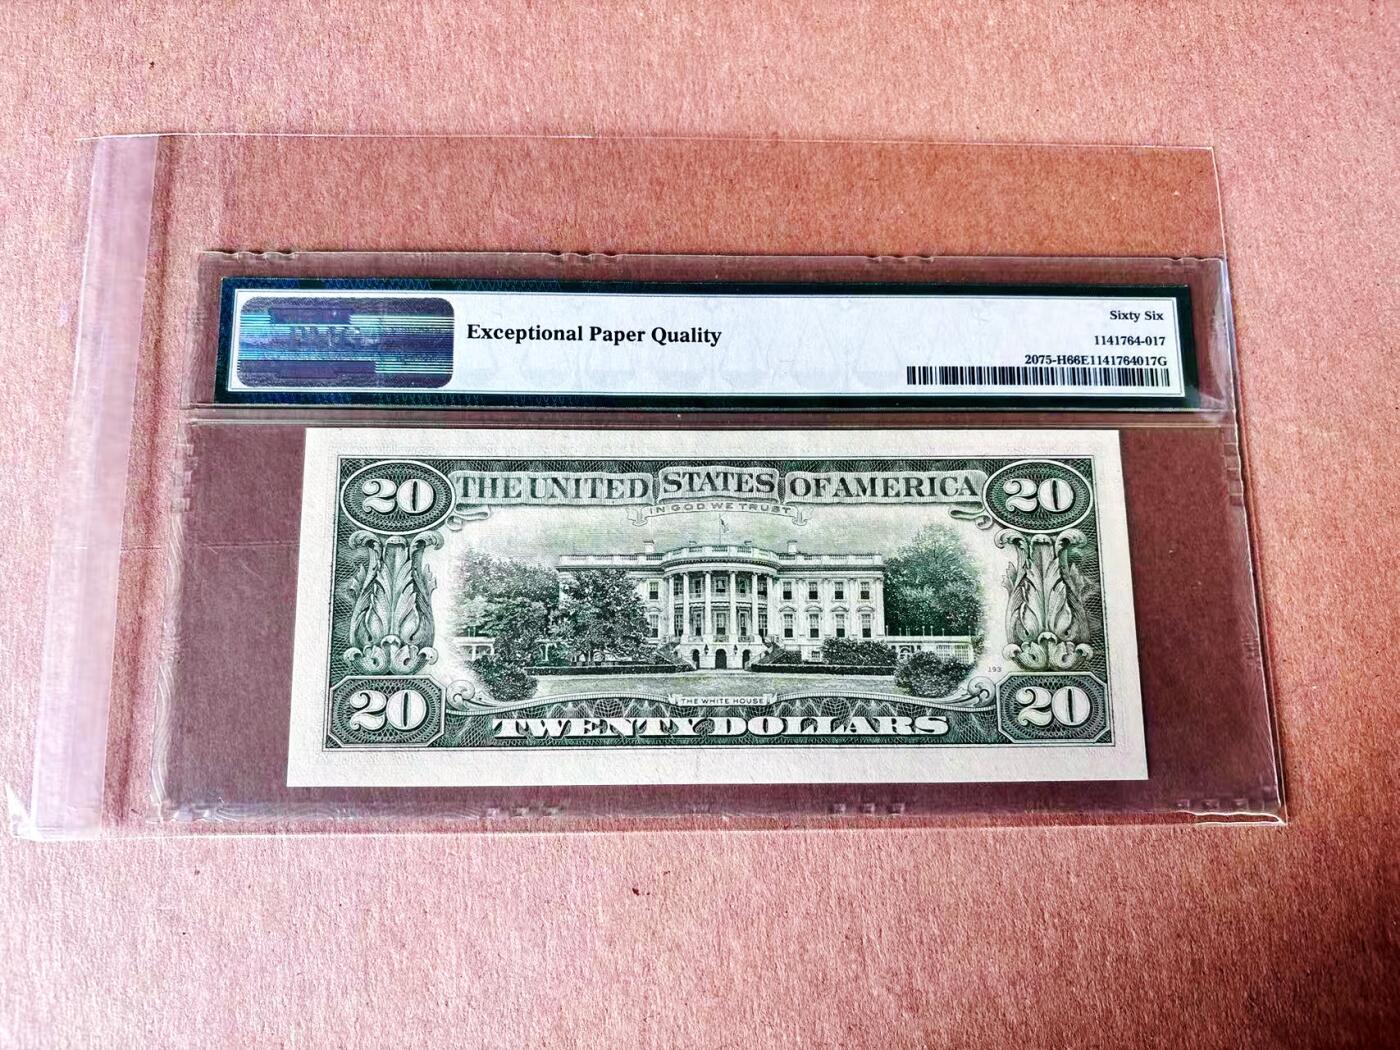 Exceptional Paper Quality
Sixty Six
1141764-017
2075-H66E1141764017G
20 THE UNITED STATES OF AMERICA 20
IN GOD WE TRUST
193
THE WHITE HOUSE
20 TWENTY DOLLARS 20